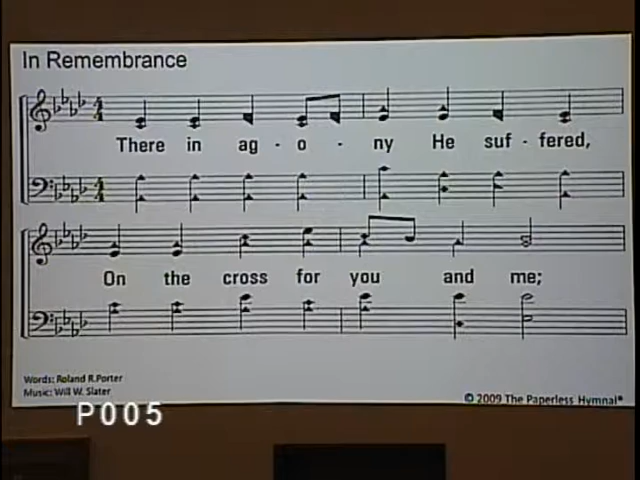 In Remembrance
There in ag - o - ny He suf - fered,
On the cross for you and me;
Words: Roland R.Porter
Music: Will W. Slater
© 2009 The Paperless Hymnal®
P005